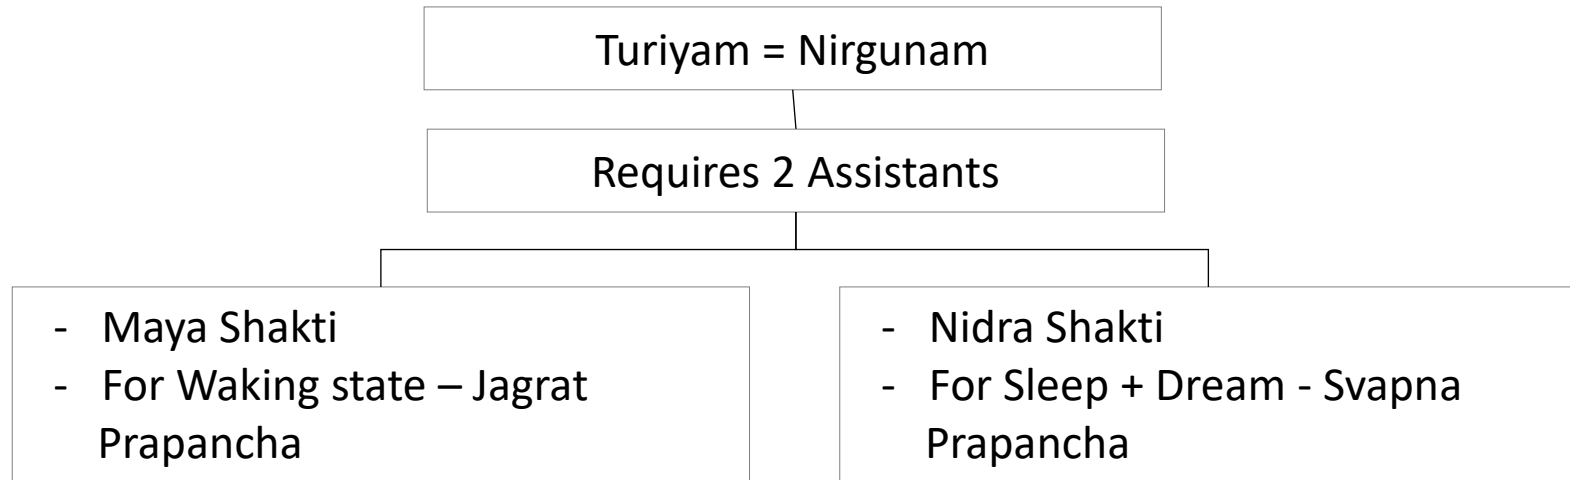 Turiyam = Nirgunam
Requires 2 Assistants
- Maya Shakti
- For Waking state – Jagrat
Prapancha
- Nidra Shakti
- For Sleep + Dream - Svapna
Prapancha